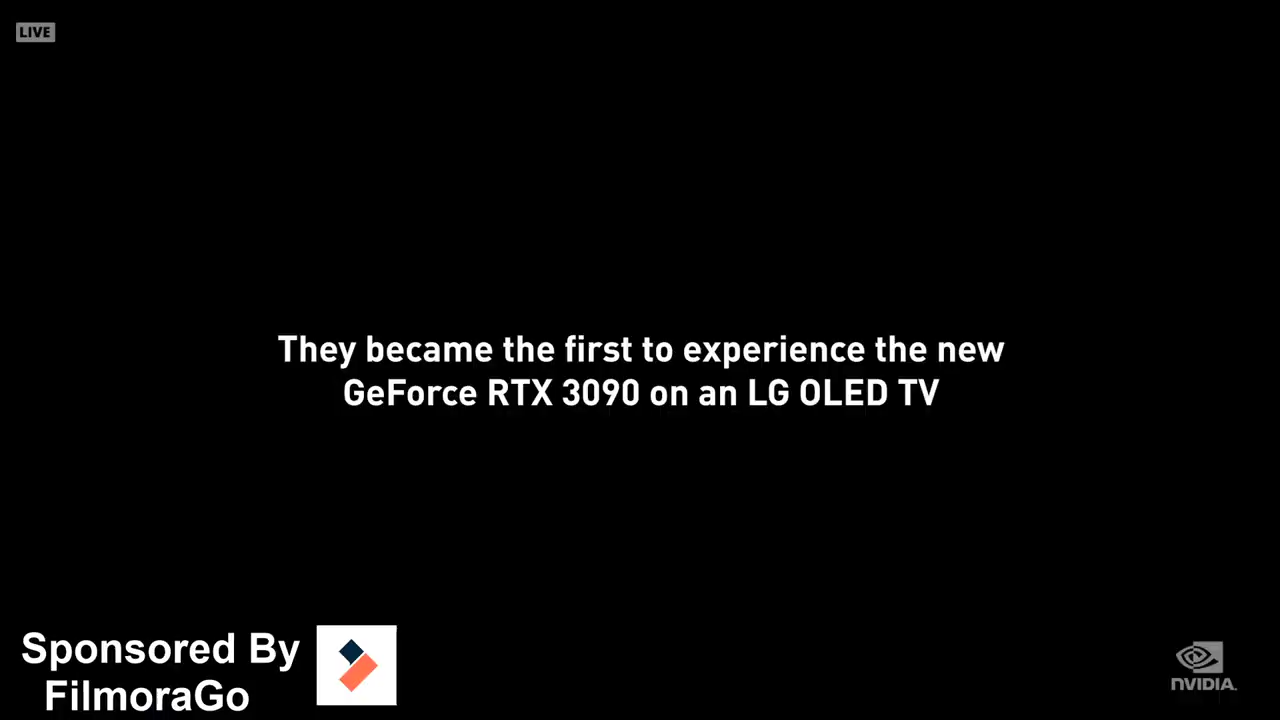 LIVE
They became the first to experience the new
GeForce RTX 3090 on an LG OLED TV
Sponsored By
FilmoraGo
NVIDIA.